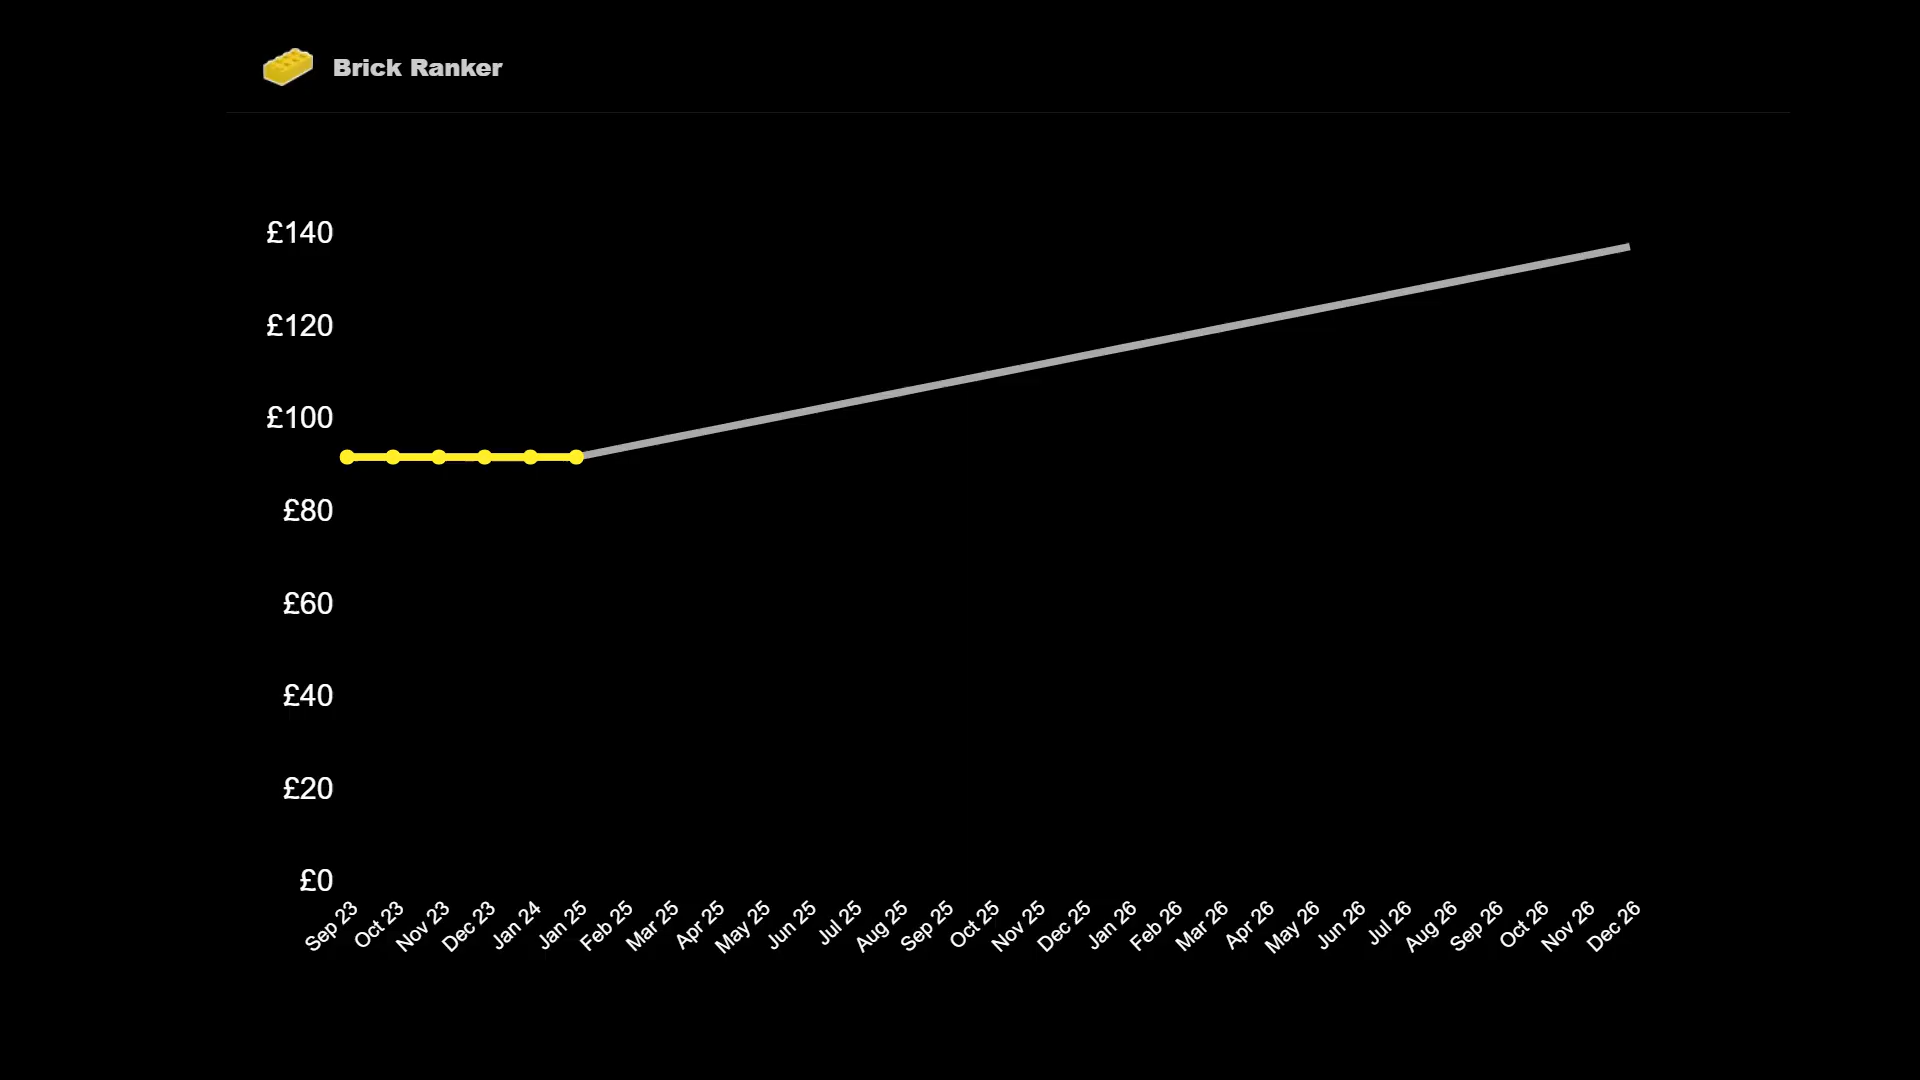 Brick Ranker
£140
£120
£100
£80
£60
£40
£20
£0
Sep 23
Oct 23
Nov 23
Dec 23
Jan 24
Jan 25
Feb 25
Mar 25
Apr 25
May 25
Jun 25
Jul 25
Aug 25
Sep 25
Oct 25
Nov 25
Dec 25
Jan 26
Feb 26
Mar 26
Apr 26
May 26
Jun 26
Jul 26
Aug 26
Sep 26
Oct 26
Nov 26
Dec 26